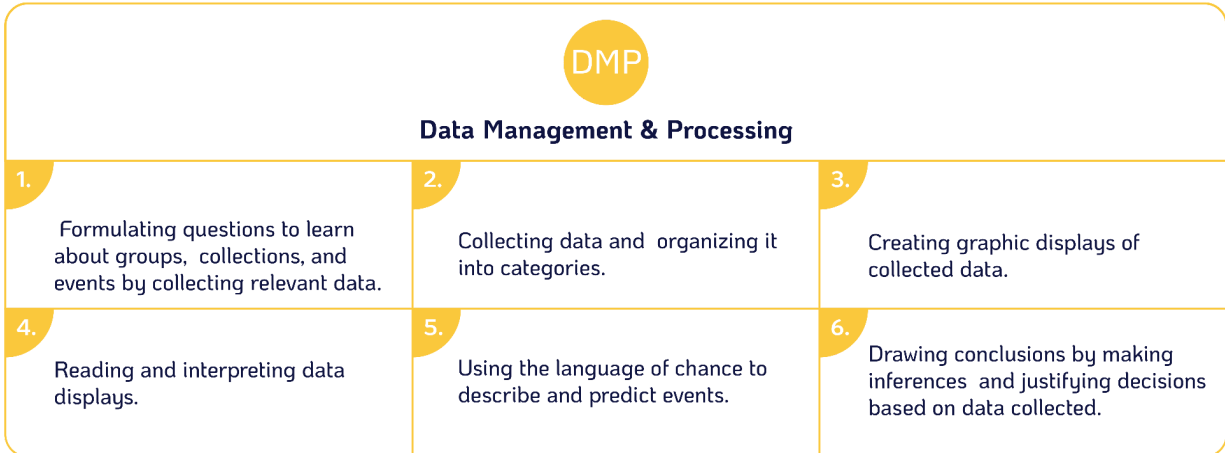 DMP
Data Management & Processing
1.
Formulating questions to learn
about groups, collections, and
events by collecting relevant data.
2.
Collecting data and organizing it
into categories.
3.
Creating graphic displays of
collected data.
4.
Reading and interpreting data
displays.
5.
Using the language of chance to
describe and predict events.
6.
Drawing conclusions by making
inferences and justifying decisions
based on data collected.